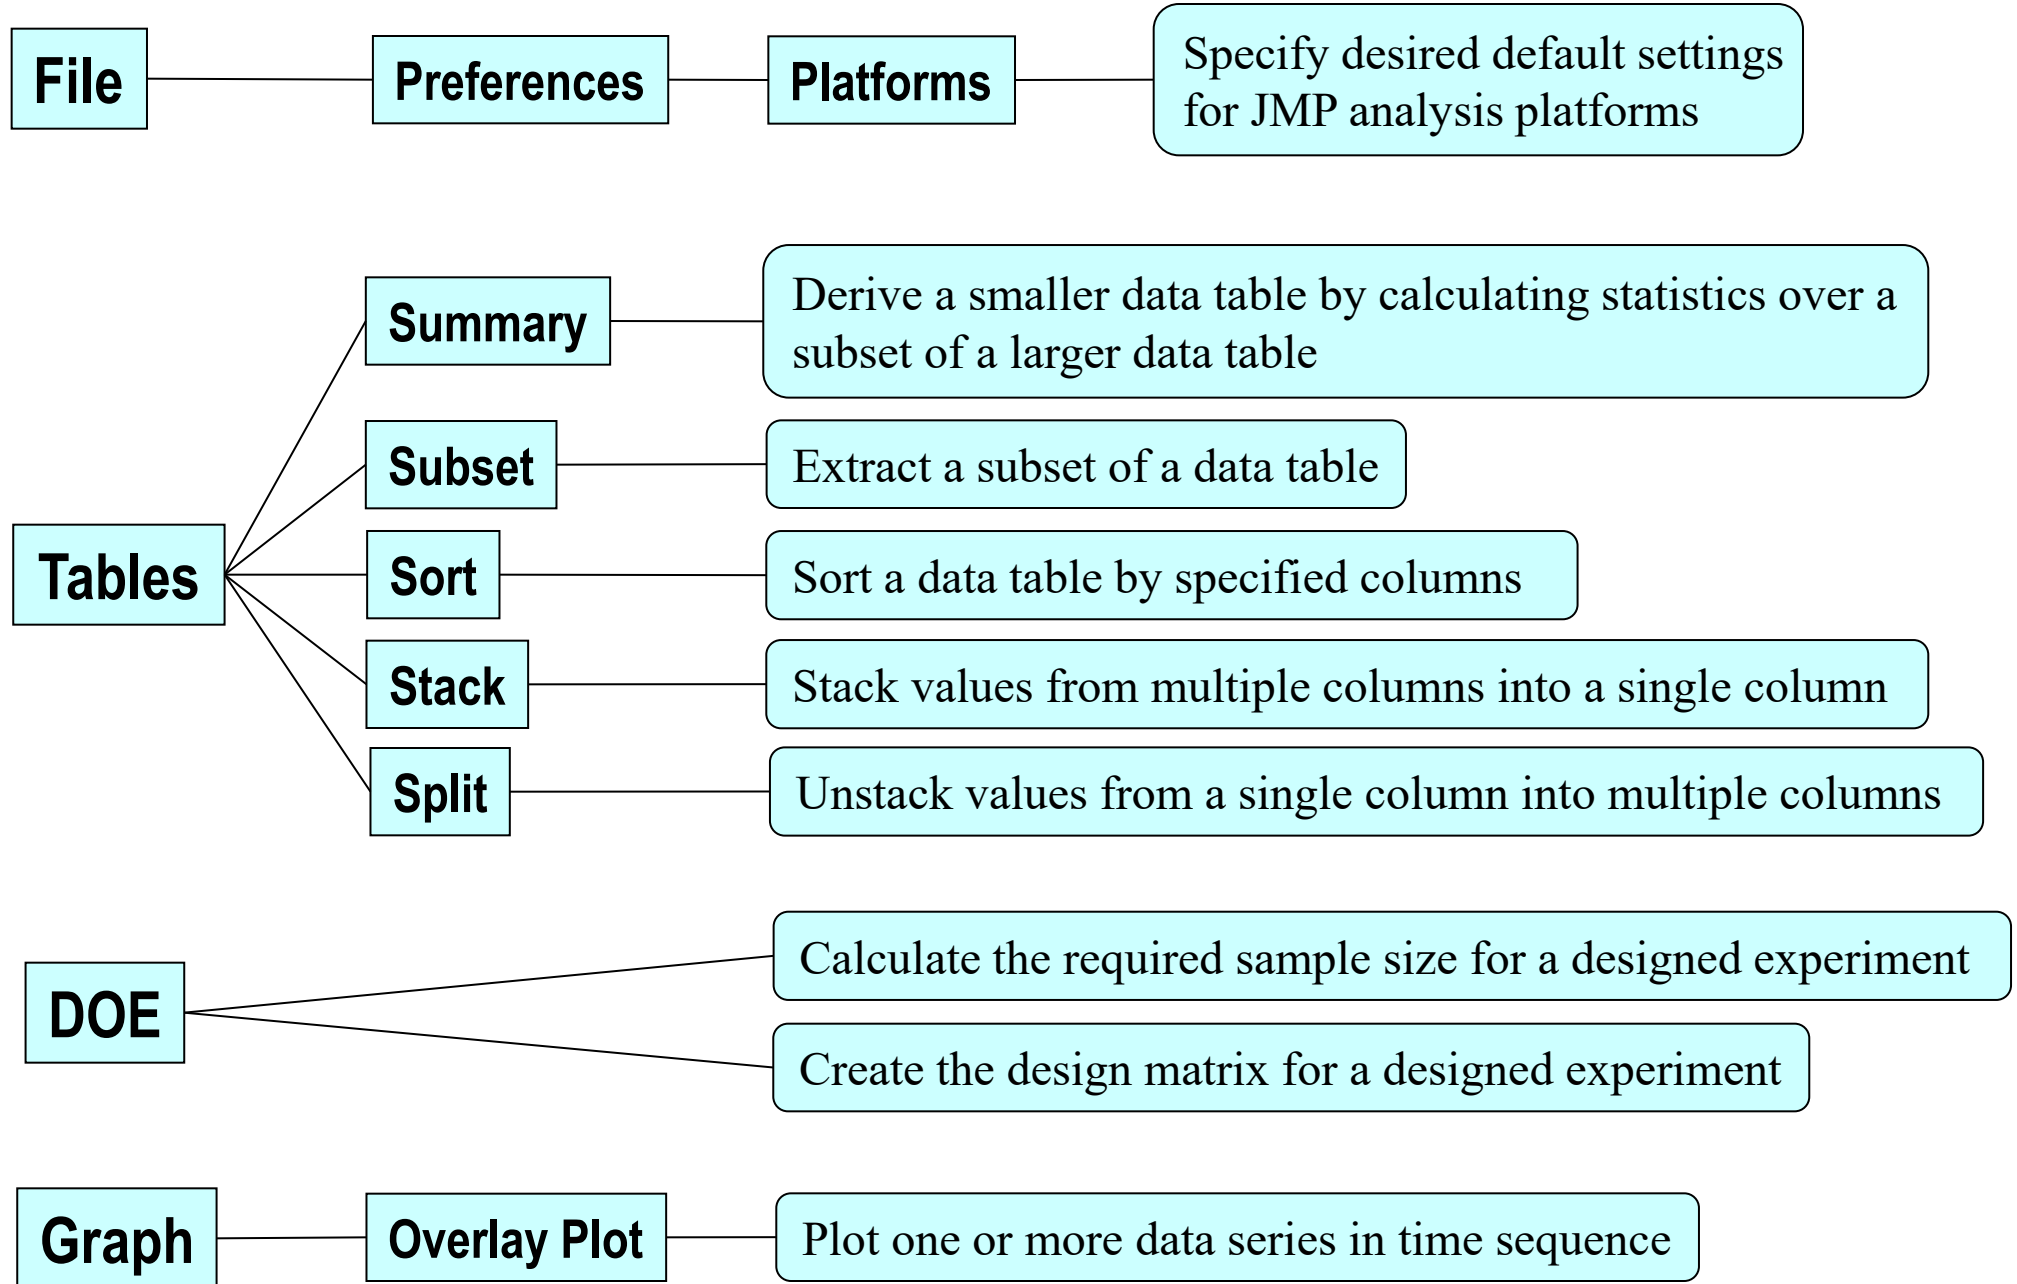 File
Preferences
Platforms
Specify desired default settings
for JMP analysis platforms
Summary
Derive a smaller data table by calculating statistics over a
subset of a larger data table
Subset
Extract a subset of a data table
Tables
Sort
Sort a data table by specified columns
Stack
Stack values from multiple columns into a single column
Split
Unstack values from a single column into multiple columns
DOE
Calculate the required sample size for a designed experiment
Create the design matrix for a designed experiment
Graph
Overlay Plot
Plot one or more data series in time sequence